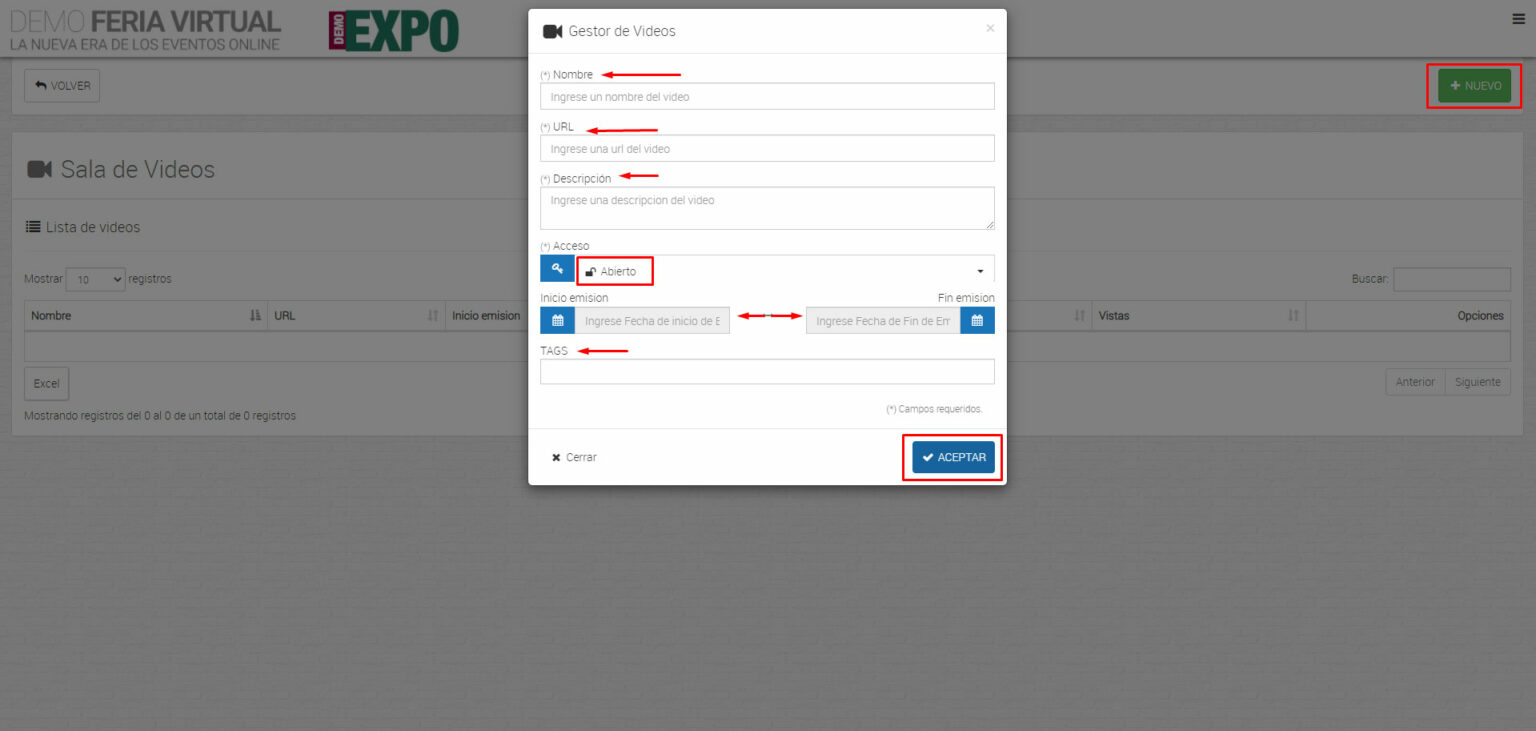 DEMO FERIA VIRTUAL
LA NUEVA ERA DE LOS EVENTOS ONLINE
DEMO EXPO
VOLVER
NUEVO
Sala de Videos
Lista de videos
Mostrar 10 registros
Buscar:
Nombre URL Inicio emision Vistas Opciones
Excel
Anterior Siguiente
Mostrando registros del 0 al 0 de un total de 0 registros
Gestor de Videos ×
(*) Nombre
Ingrese un nombre del video
(*) URL
Ingrese una url del video
(*) Descripción
Ingrese una descripcion del video
(*) Acceso
Abierto
Inicio emision Fin emision
Ingrese Fecha de inicio de E Ingrese Fecha de Fin de Em
TAGS
(*) Campos requeridos.
Cerrar ACEPTAR